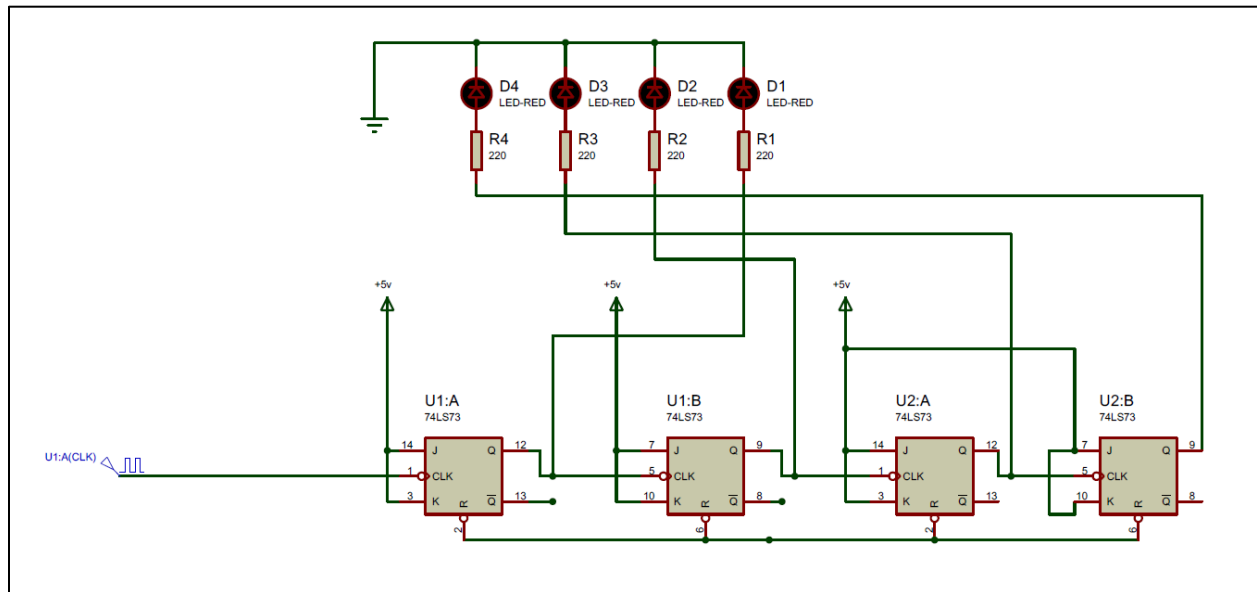 D4
LED-RED
D3
LED-RED
D2
LED-RED
D1
LED-RED
R4
220
R3
220
R2
220
R1
220
+5v
+5v
+5v
U1:A
74LS73
U1:B
74LS73
U2:A
74LS73
U2:B
74LS73
U1:A(CLK)
14 J Q 12
1 CLK
3 K Q 13
R
2
7 J Q 9
5 CLK
10 K Q 8
R
6
14 J Q 12
1 CLK
3 K Q 13
R
2
7 J Q 9
5 CLK
10 K Q 8
R
6